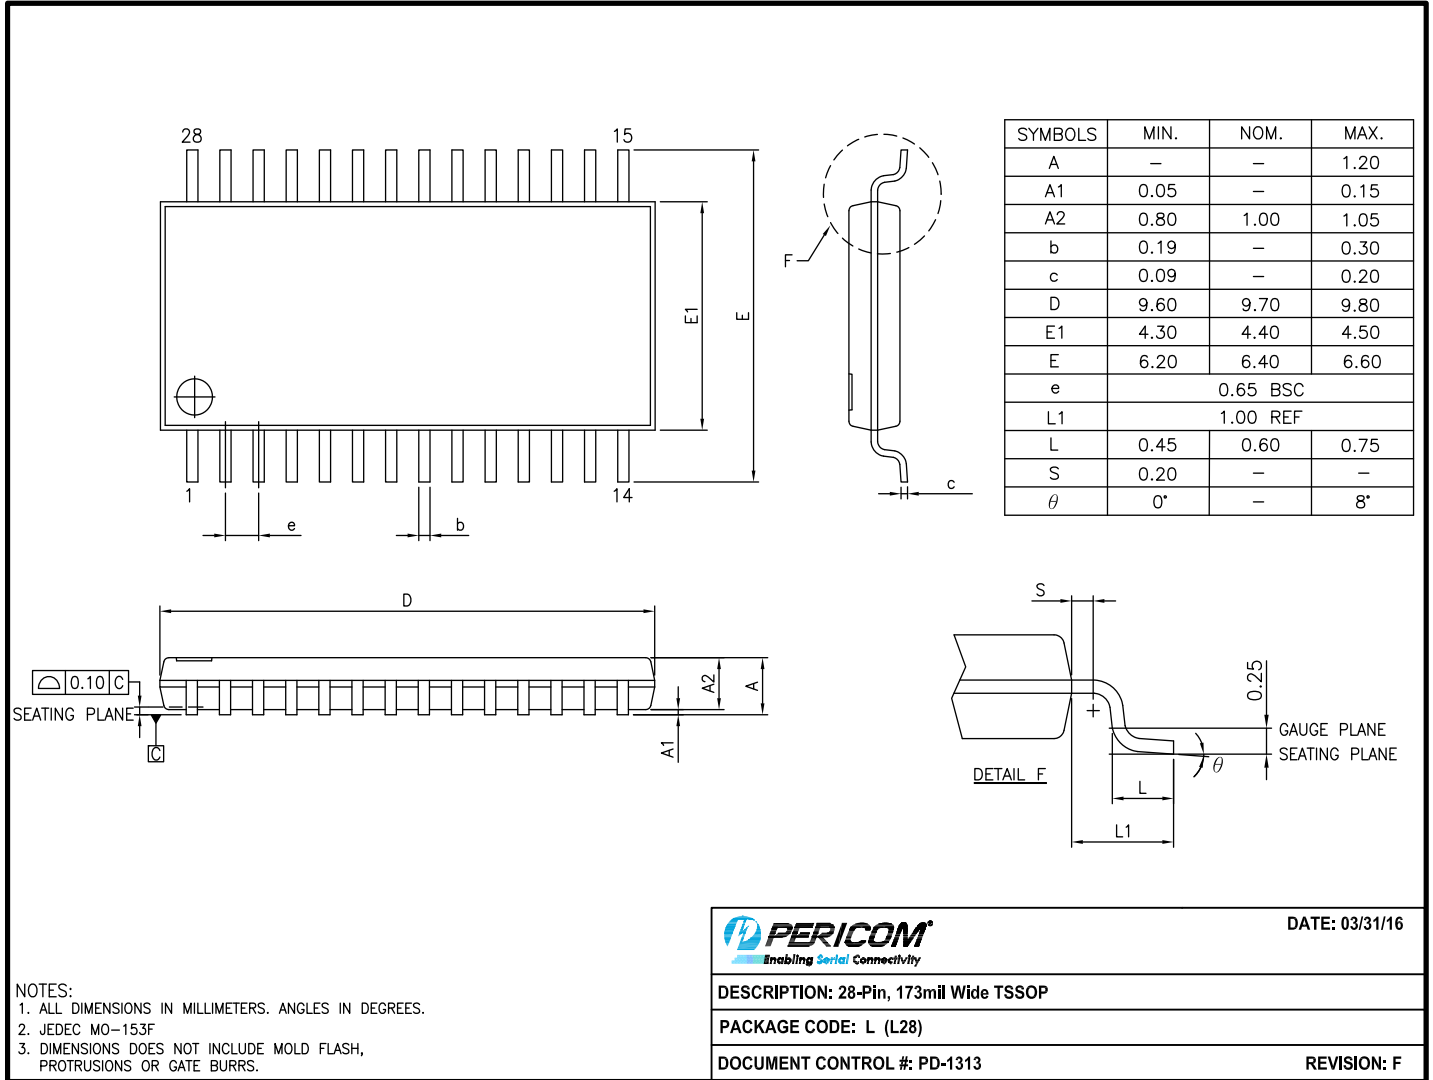 28
15
1
14
E1
E
e
b
F
c
SYMBOLS MIN. NOM. MAX.
A – – 1.20
A1 0.05 – 0.15
A2 0.80 1.00 1.05
b 0.19 – 0.30
c 0.09 – 0.20
D 9.60 9.70 9.80
E1 4.30 4.40 4.50
E 6.20 6.40 6.60
e 0.65 BSC
L1 1.00 REF
L 0.45 0.60 0.75
S 0.20 – –
θ 0° – 8°
D
0.10 C
SEATING PLANE
C
A2
A
A1
S
0.25
GAUGE PLANE
SEATING PLANE
θ
DETAIL F
L
L1
NOTES:
1. ALL DIMENSIONS IN MILLIMETERS. ANGLES IN DEGREES.
2. JEDEC MO-153F
3. DIMENSIONS DOES NOT INCLUDE MOLD FLASH,
PROTRUSIONS OR GATE BURRS.
PERICOM®
Enabling Serial Connectivity
DATE: 03/31/16
DESCRIPTION: 28-Pin, 173mil Wide TSSOP
PACKAGE CODE: L (L28)
DOCUMENT CONTROL #: PD-1313
REVISION: F